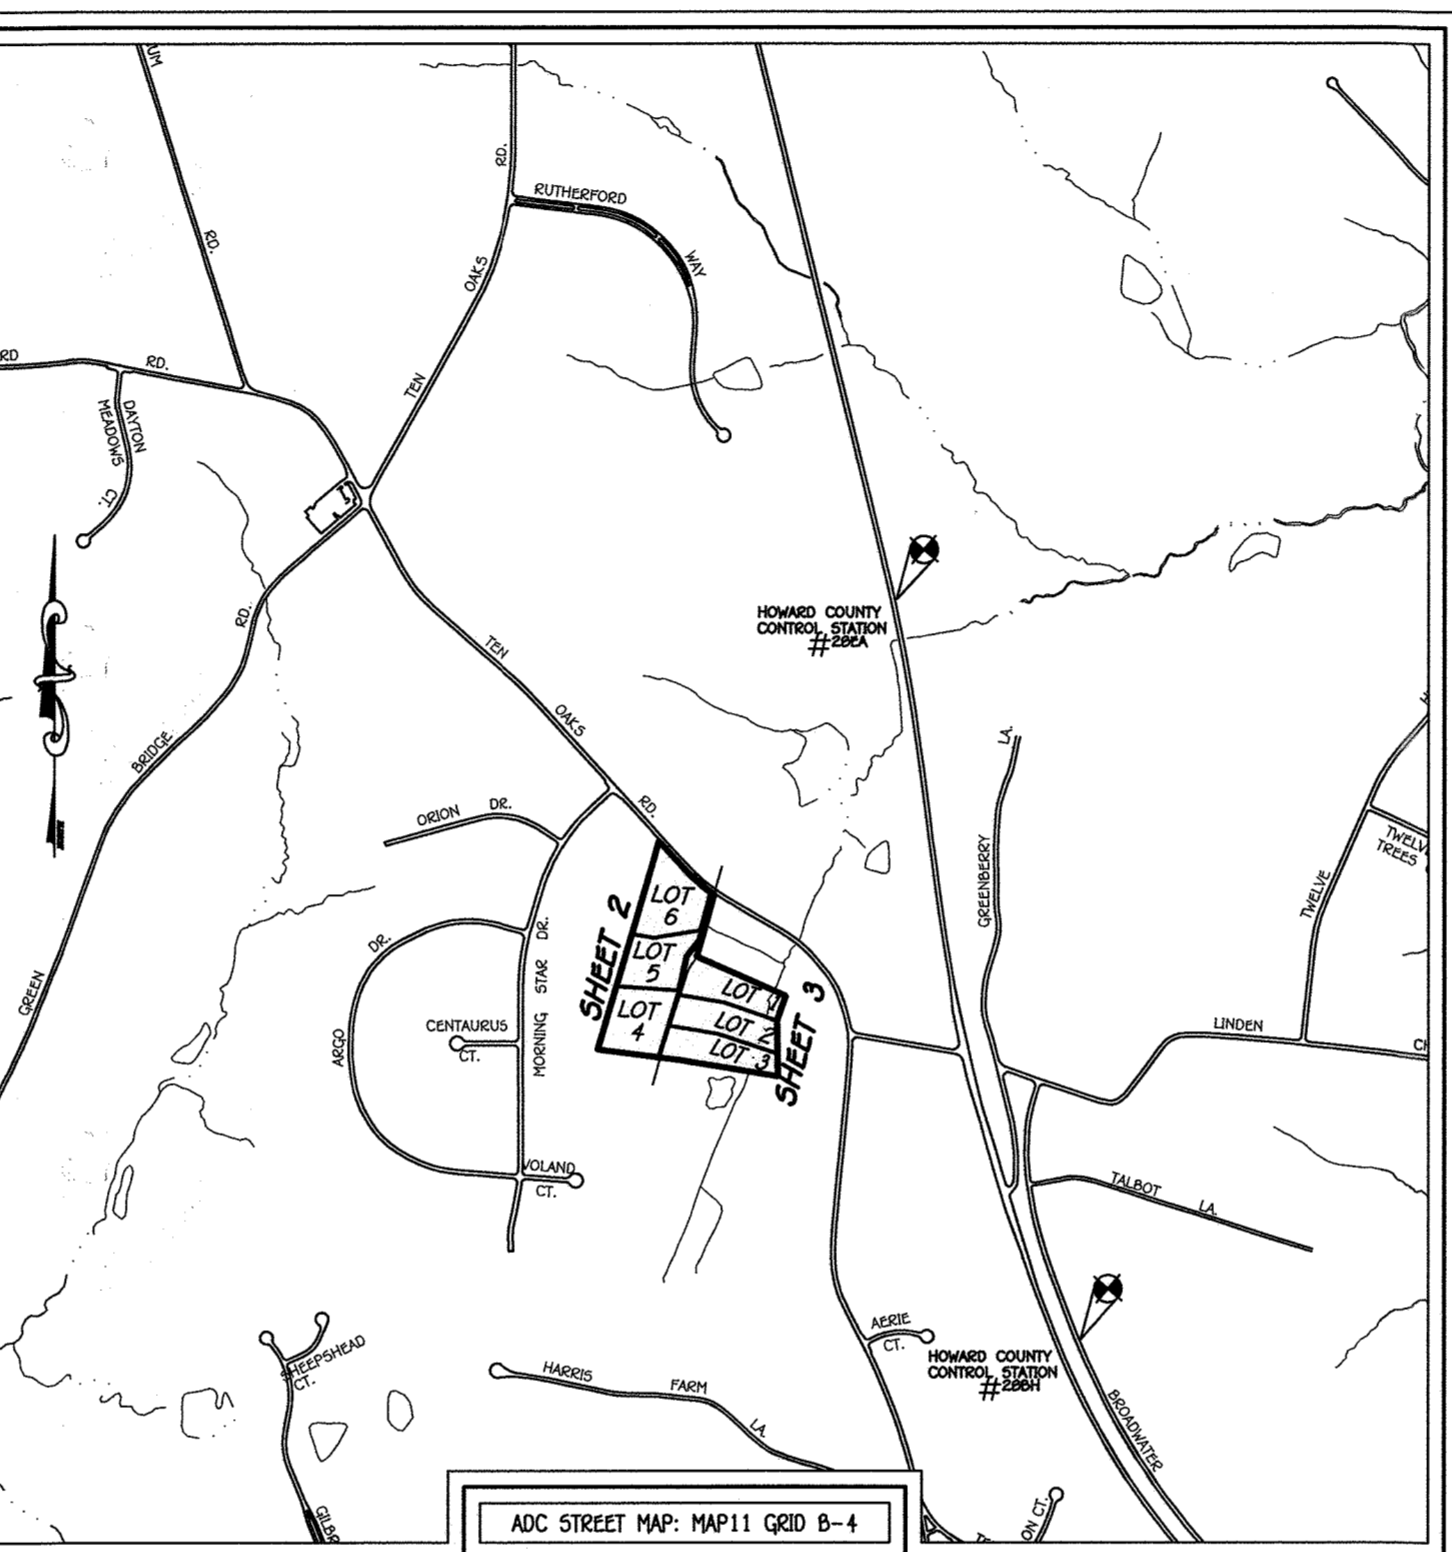 UM
RD.
RD.
RUTHERFORD
WAY
OAKS
TEN
RD
RD.
DAYTON
MEADOWS
CT.
HOWARD COUNTY
CONTROL STATION
#28EA
RD.
BRIDGE
GREEN
TEN
OAKS
RD.
LA.
GREENBERRY
ORION DR.
TWELVE
TREES
TWELVE
LOT
6
SHEET 2
LOT
5
LOT
4
LOT 1
LOT 2
LOT 3
SHEET 3
DR.
ARGO
CENTAURUS
CT.
MORNING STAR DR.
LINDEN
VOLAND
CT.
TALBOT LA.
AERIE
CT.
HOWARD COUNTY
CONTROL STATION
#28BH
SHEEPSHEAD
CT.
HARRIS FARM LA.
BROADWATER
GILBR
ON CT.
ADC STREET MAP: MAP11 GRID B-4